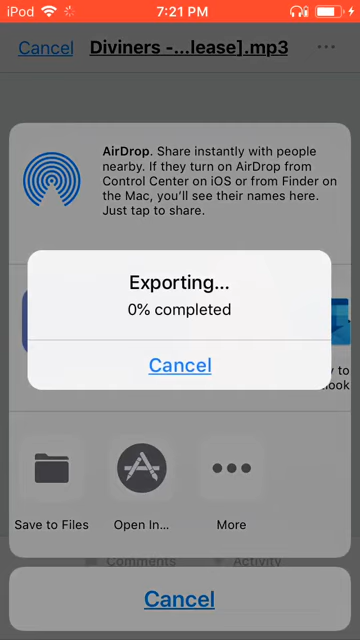 iPod 7:21 PM
Cancel Diviners -...lease].mp3
AirDrop. Share instantly with people
nearby. If they turn on AirDrop from
Control Center on iOS or from Finder on
the Mac, you'll see their names here.
Just tap to share.
Exporting...
0% completed
Cancel
Save to Files Open In... More
Comments Activity
Cancel